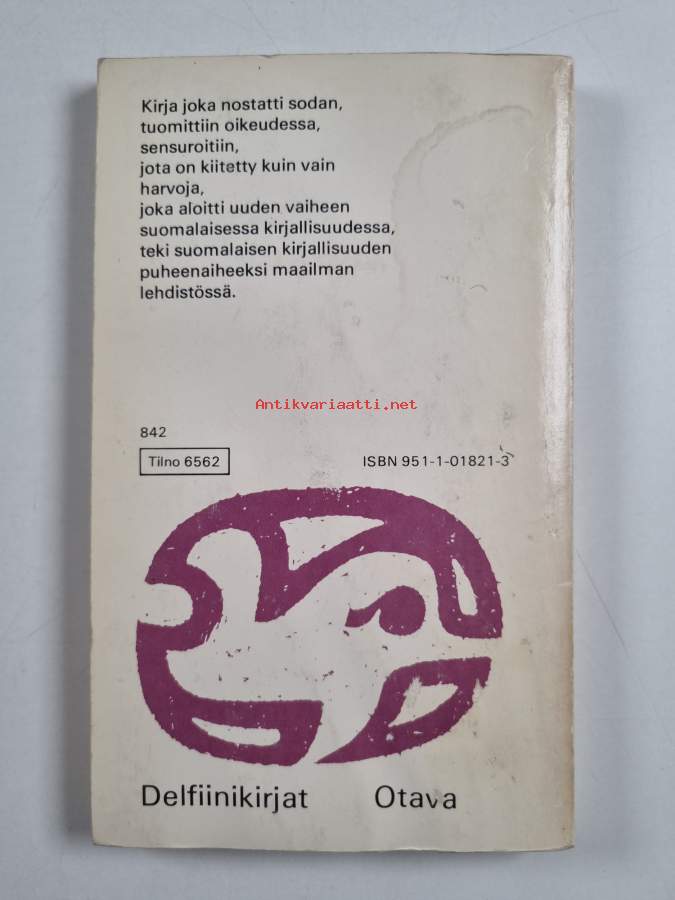 Kirja joka nostatti sodan,
tuomittiin oikeudessa,
sensuroitiin,
jota on kiitetty kuin vain
harvoja,
joka aloitti uuden vaiheen
suomalaisessa kirjallisuudessa,
teki suomalaisen kirjallisuuden
puheenaiheeksi maailman
lehdistössä.
Antikvariaatti.net
842
Tilno 6562 ISBN 951-1-01821-3
Delfiinikirjat Otava